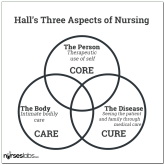 Hall's Three Aspects of Nursing
The Person
Therapeutic
use of self
CORE
The Body
Intimate bodily
care
CARE
The Disease
Seeing the patient
and family through
medical care
CURE
nurseslabs.com